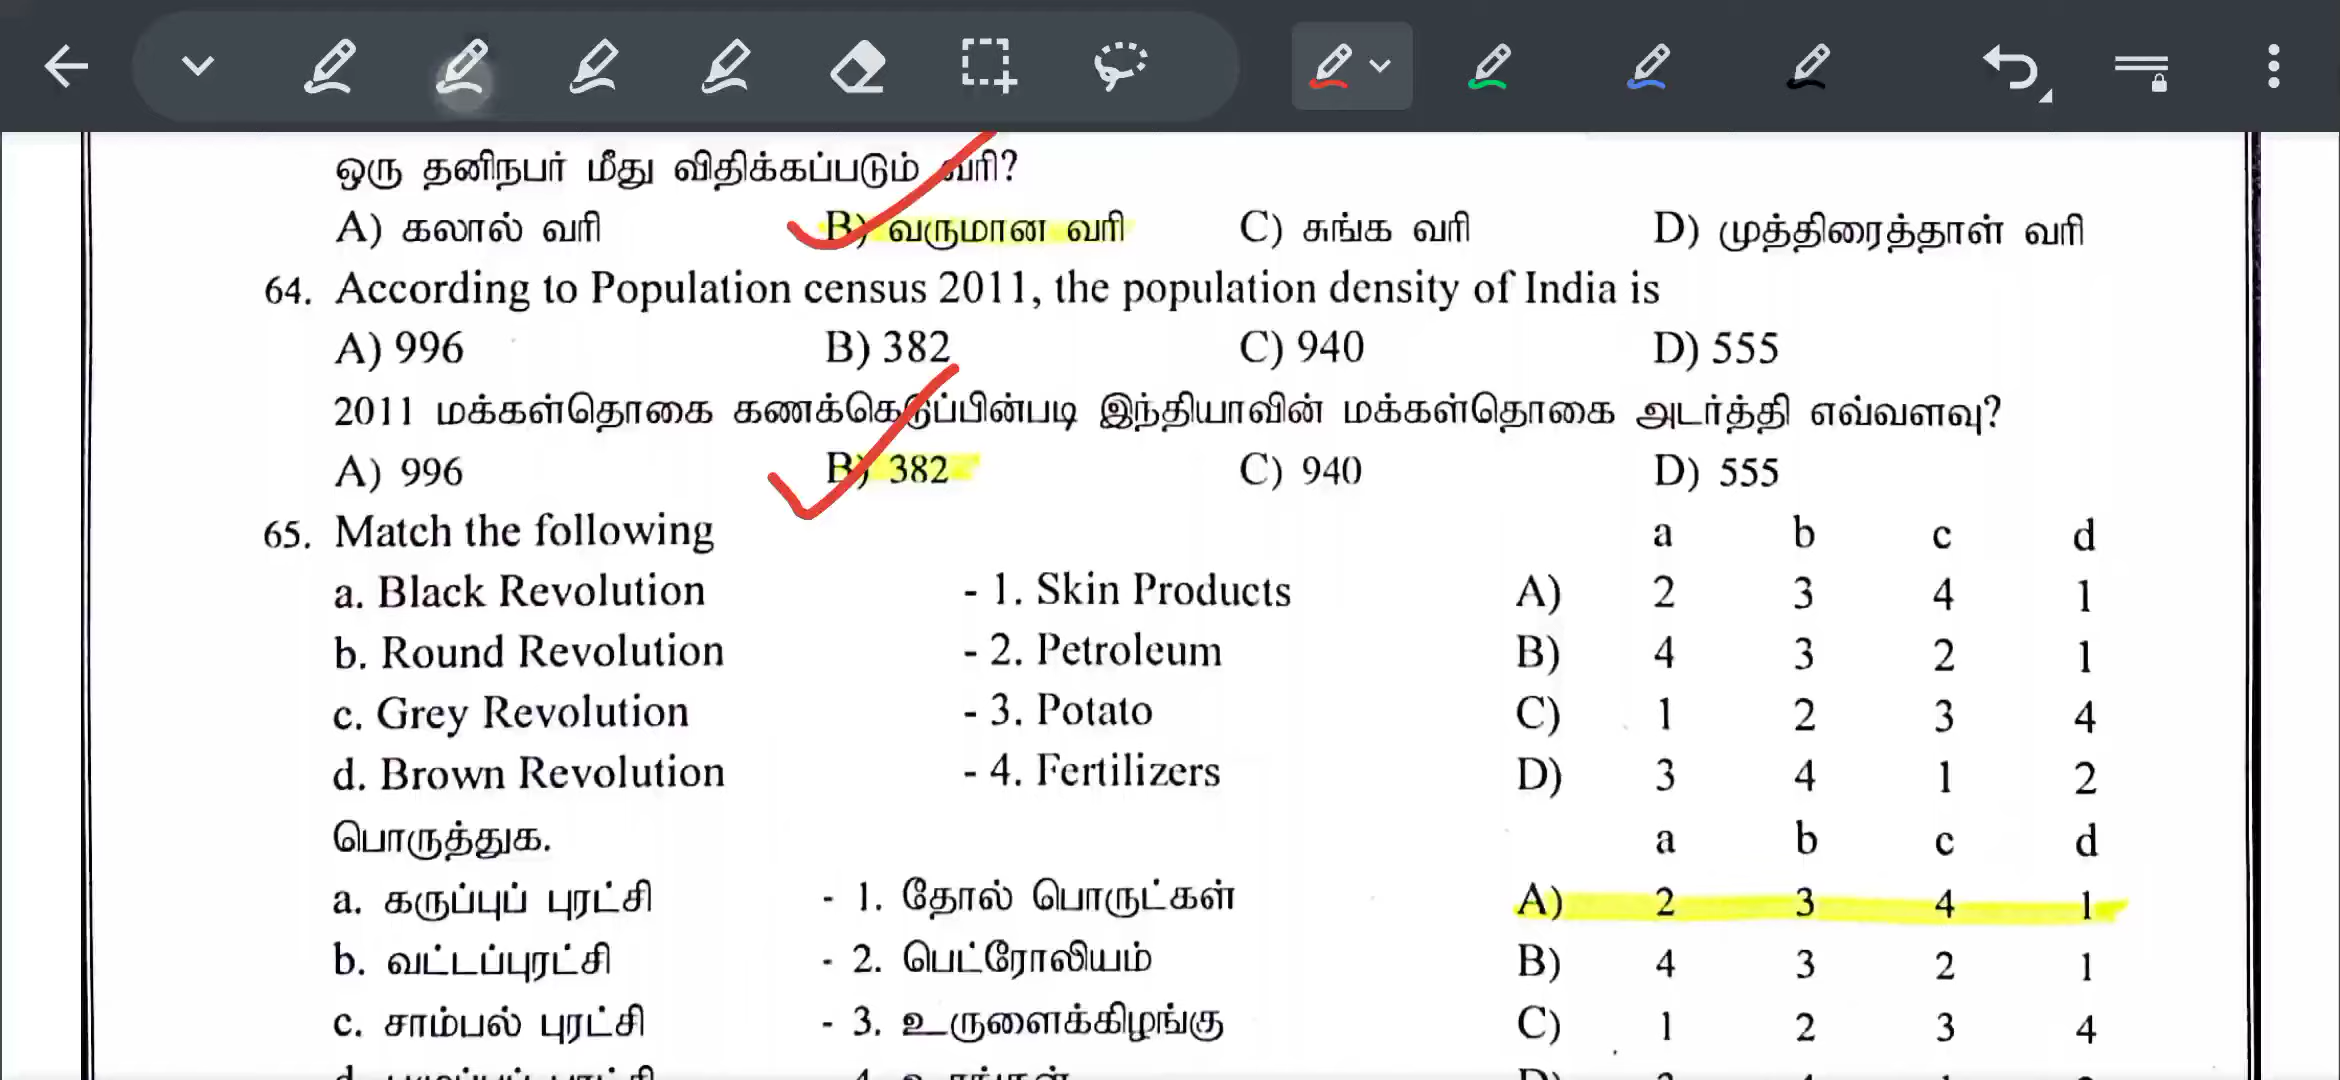 ஒரு தனிநபர் மீது விதிக்கப்படும் வரி?
A) கலால் வரி B) வருமான வரி C) சுங்க வரி D) முத்திரைத்தாள் வரி
64. According to Population census 2011, the population density of India is
A) 996 B) 382 C) 940 D) 555
2011 மக்கள்தொகை கணக்கெடுப்பின்படி இந்தியாவின் மக்கள்தொகை அடர்த்தி எவ்வளவு?
A) 996 B) 382 C) 940 D) 555
65. Match the following a b c d
a. Black Revolution - 1. Skin Products A) 2 3 4 1
b. Round Revolution - 2. Petroleum B) 4 3 2 1
c. Grey Revolution - 3. Potato C) 1 2 3 4
d. Brown Revolution - 4. Fertilizers D) 3 4 1 2
பொருத்துக. a b c d
a. கருப்புப் புரட்சி - 1. தோல் பொருட்கள் A) 2 3 4 1
b. வட்டப்புரட்சி - 2. பெட்ரோலியம் B) 4 3 2 1
c. சாம்பல் புரட்சி - 3. உருளைக்கிழங்கு C) 1 2 3 4